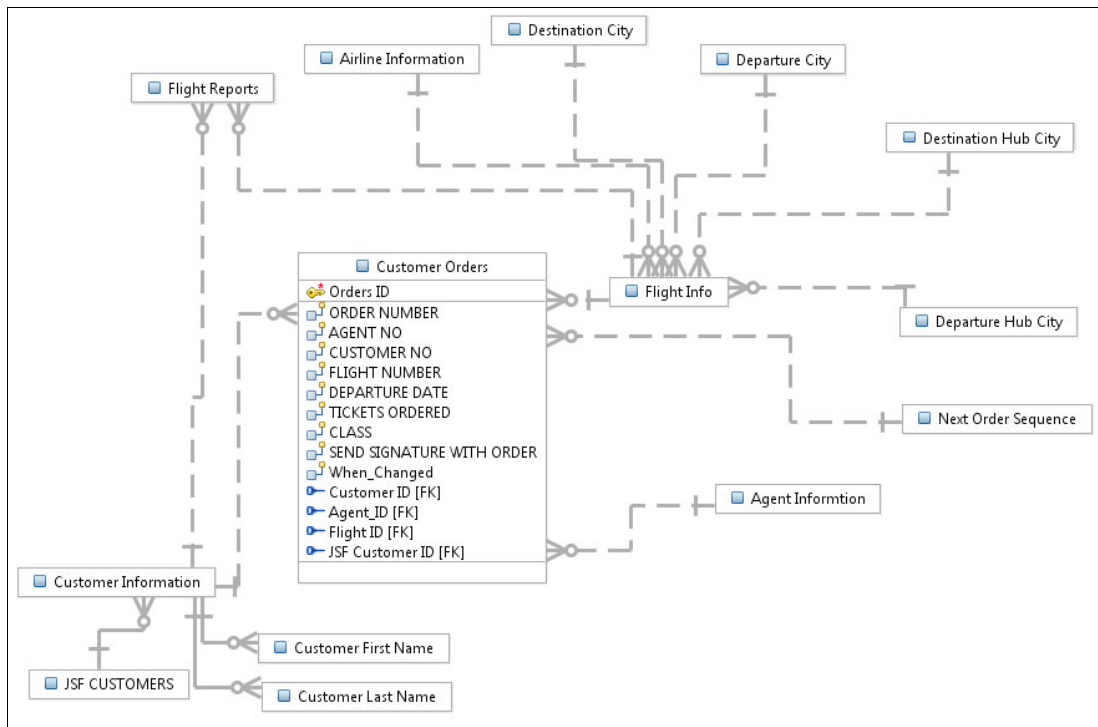 Destination City
Airline Information
Departure City
Flight Reports
Destination Hub City
Customer Orders
Orders ID
ORDER NUMBER
AGENT NO
CUSTOMER NO
FLIGHT NUMBER
DEPARTURE DATE
TICKETS ORDERED
CLASS
SEND SIGNATURE WITH ORDER
When_Changed
Customer ID [FK]
Agent_ID [FK]
Flight ID [FK]
JSF Customer ID [FK]
Flight Info
Departure Hub City
Next Order Sequence
Agent Informtion
Customer Information
Customer First Name
JSF CUSTOMERS
Customer Last Name